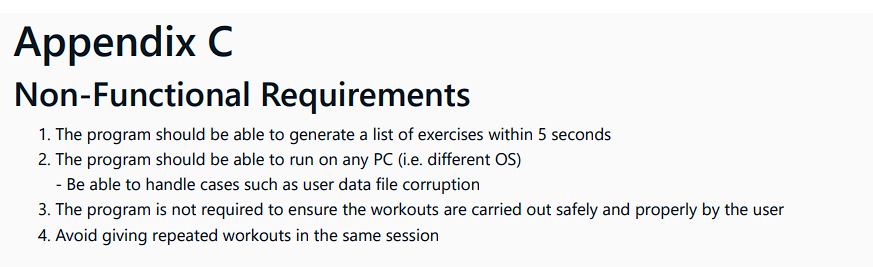 Appendix C
Non-Functional Requirements
1. The program should be able to generate a list of exercises within 5 seconds
2. The program should be able to run on any PC (i.e. different OS)
- Be able to handle cases such as user data file corruption
3. The program is not required to ensure the workouts are carried out safely and properly by the user
4. Avoid giving repeated workouts in the same session